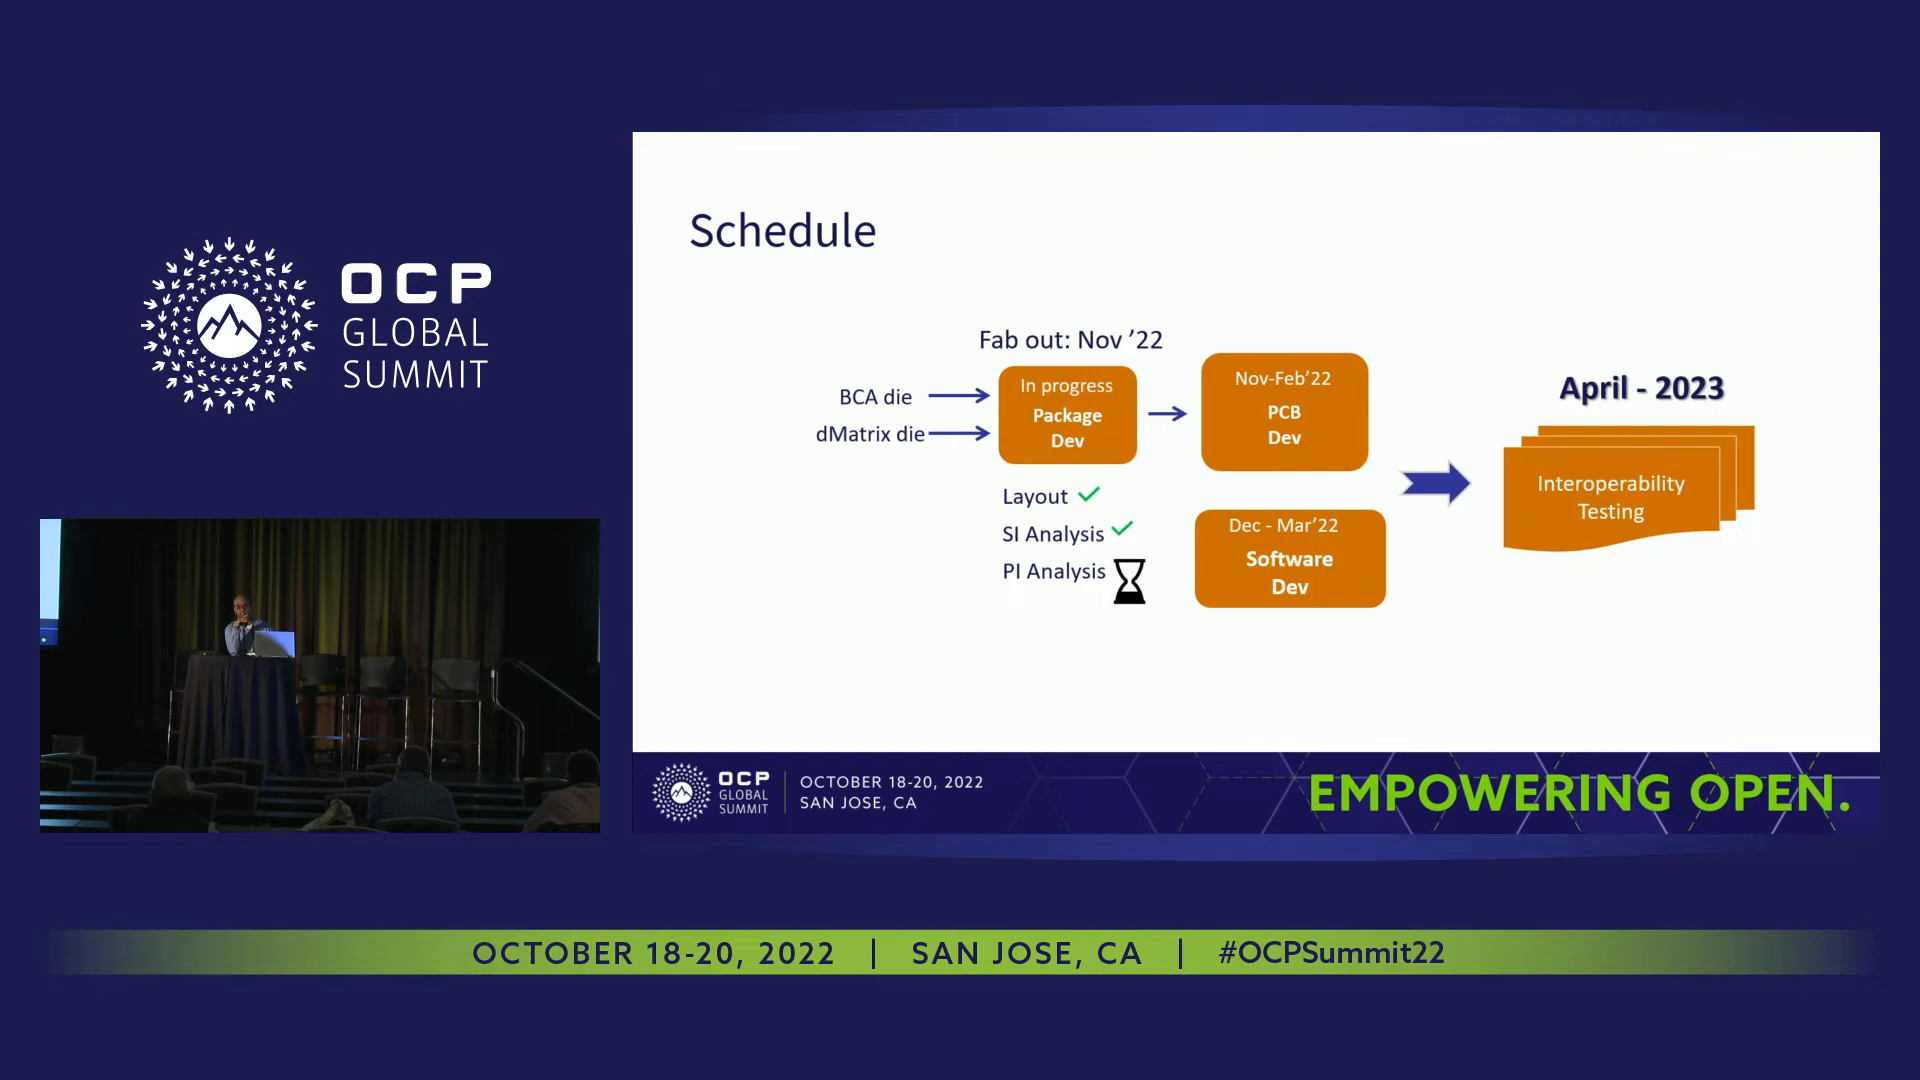 OCP
GLOBAL
SUMMIT
Schedule
Fab out: Nov ’22
BCA die
dMatrix die
In progress
Package
Dev
Layout
SI Analysis
PI Analysis
Nov-Feb’22
PCB
Dev
Dec - Mar’22
Software
Dev
April - 2023
Interoperability
Testing
OCP
GLOBAL
SUMMIT
OCTOBER 18-20, 2022
SAN JOSE, CA
EMPOWERING OPEN.
OCTOBER 18-20, 2022 | SAN JOSE, CA | #OCPSummit22